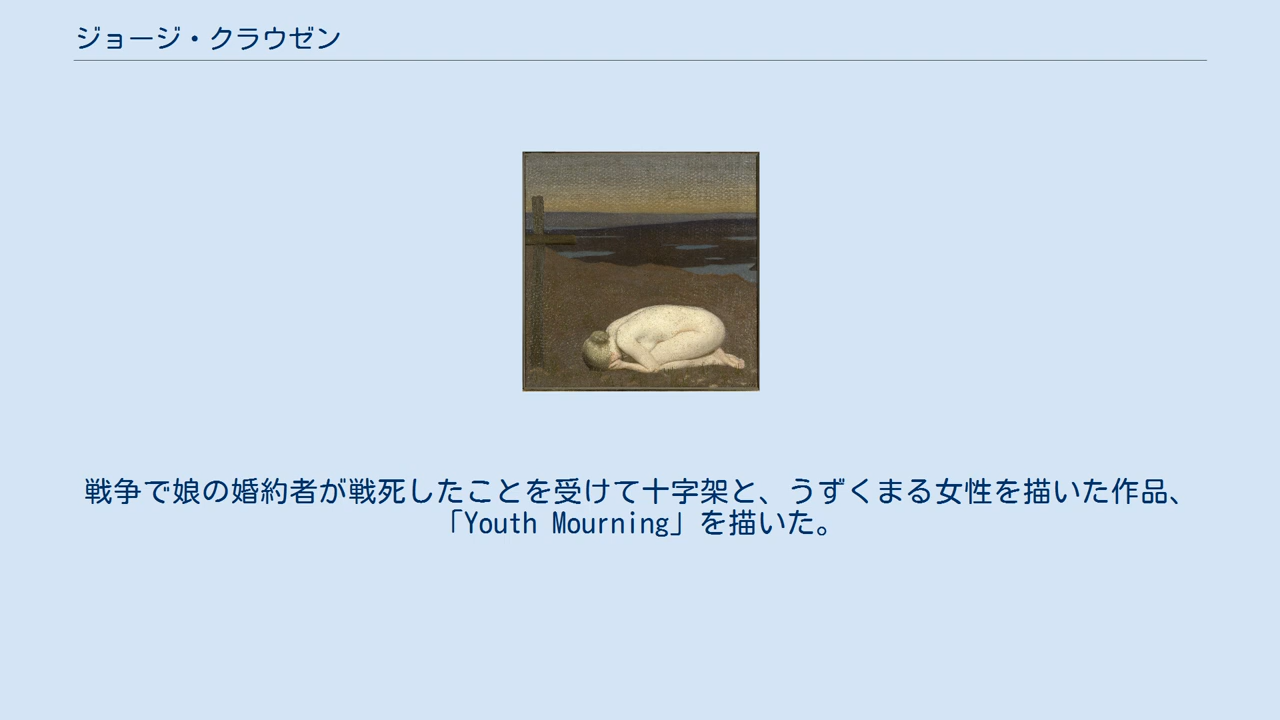 ジョージ・クラウゼン
戦争で娘の婚約者が戦死したことを受けて十字架と、うずくまる女性を描いた作品、
「Youth Mourning」を描いた。